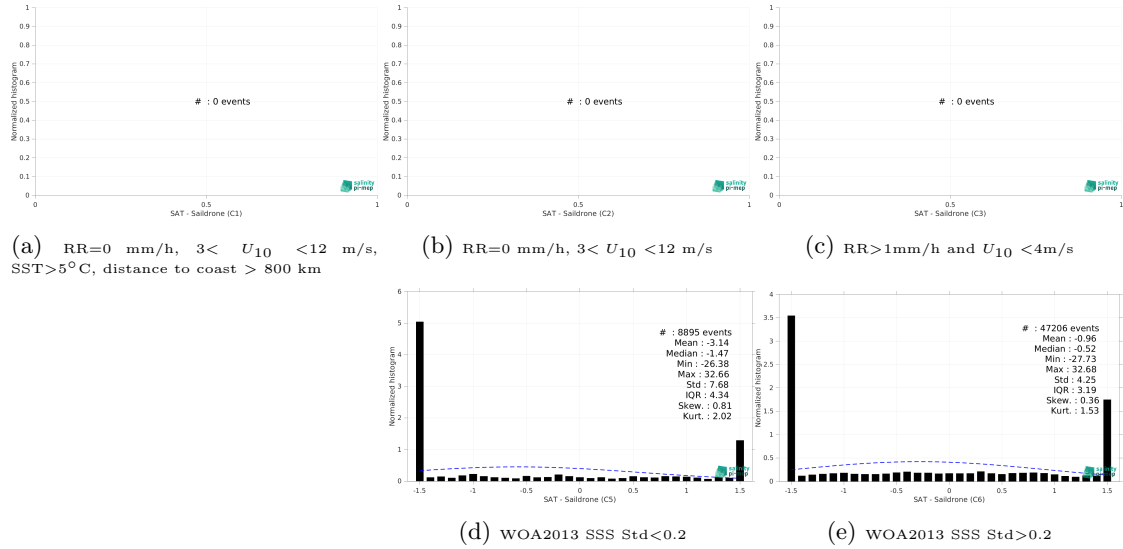 1
0.9
0.8
0.7
0.6
0.5
0.4
0.3
0.2
0.1
0
Normalized histogram
# : 0 events
salinity
pi-mep
0 0.5 1
SAT - Saildrone (C1)
(a) RR=0 mm/h, 3< U10 <12 m/s,
SST>5°C, distance to coast > 800 km
1
0.9
0.8
0.7
0.6
0.5
0.4
0.3
0.2
0.1
0
Normalized histogram
# : 0 events
salinity
pi-mep
0 0.5 1
SAT - Saildrone (C2)
(b) RR=0 mm/h, 3< U10 <12 m/s
1
0.9
0.8
0.7
0.6
0.5
0.4
0.3
0.2
0.1
0
Normalized histogram
# : 0 events
salinity
pi-mep
0 0.5 1
SAT - Saildrone (C3)
(c) RR>1mm/h and U10 <4m/s
6
5
4
3
2
1
0
Normalized histogram
# : 8895 events
Mean : -3.14
Median : -1.47
Min : -26.38
Max : 32.66
Std : 7.68
IQR : 4.34
Skew. : 0.81
Kurt. : 2.02
salinity
pi-mep
-1.5 -1 -0.5 0 0.5 1 1.5
SAT - Saildrone (C5)
(d) WOA2013 SSS Std<0.2
4
3.5
3
2.5
2
1.5
1
0.5
0
Normalized histogram
# : 47206 events
Mean : -0.96
Median : -0.52
Min : -27.73
Max : 32.68
Std : 4.25
IQR : 3.19
Skew. : 0.36
Kurt. : 1.53
salinity
pi-mep
-1.5 -1 -0.5 0 0.5 1 1.5
SAT - Saildrone (C6)
(e) WOA2013 SSS Std>0.2